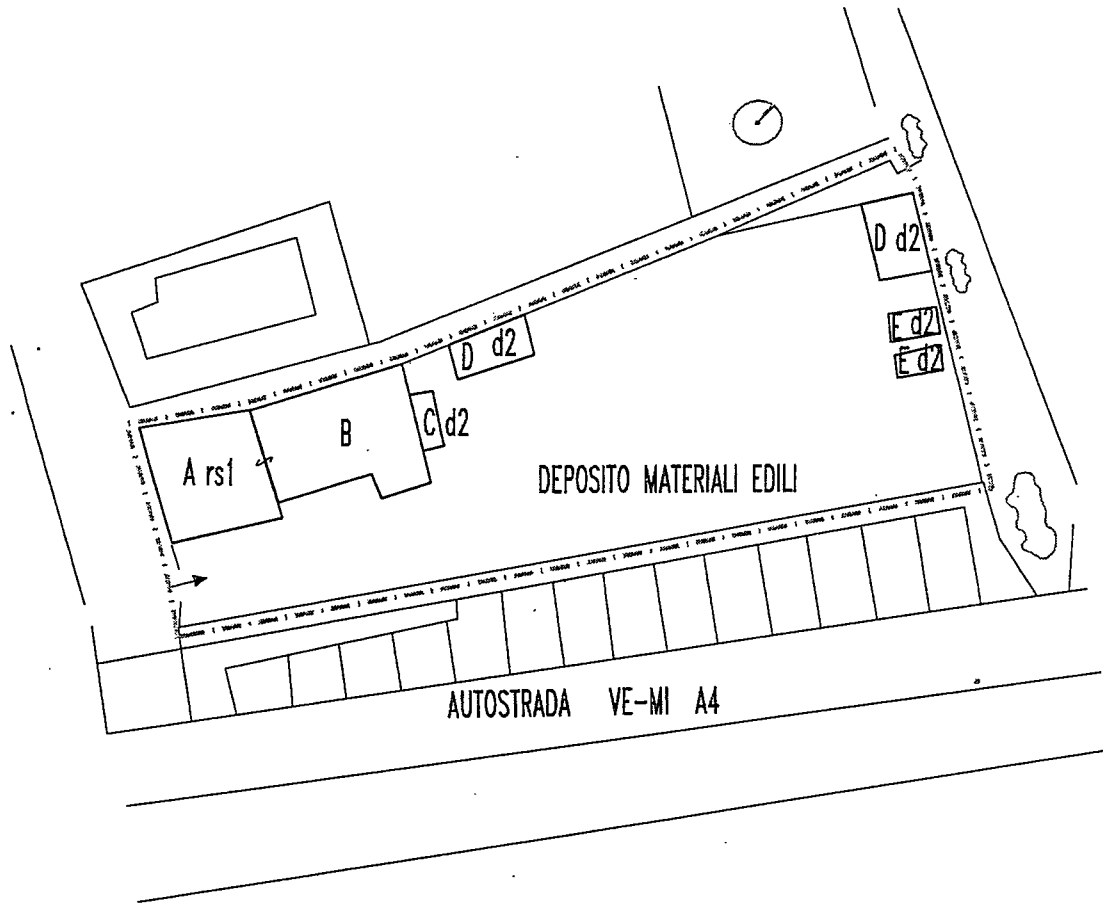 D d2
E d2
E d2
D d2
C d2
B
A rs1
DEPOSITO MATERIALI EDILI
AUTOSTRADA VE-MI A4